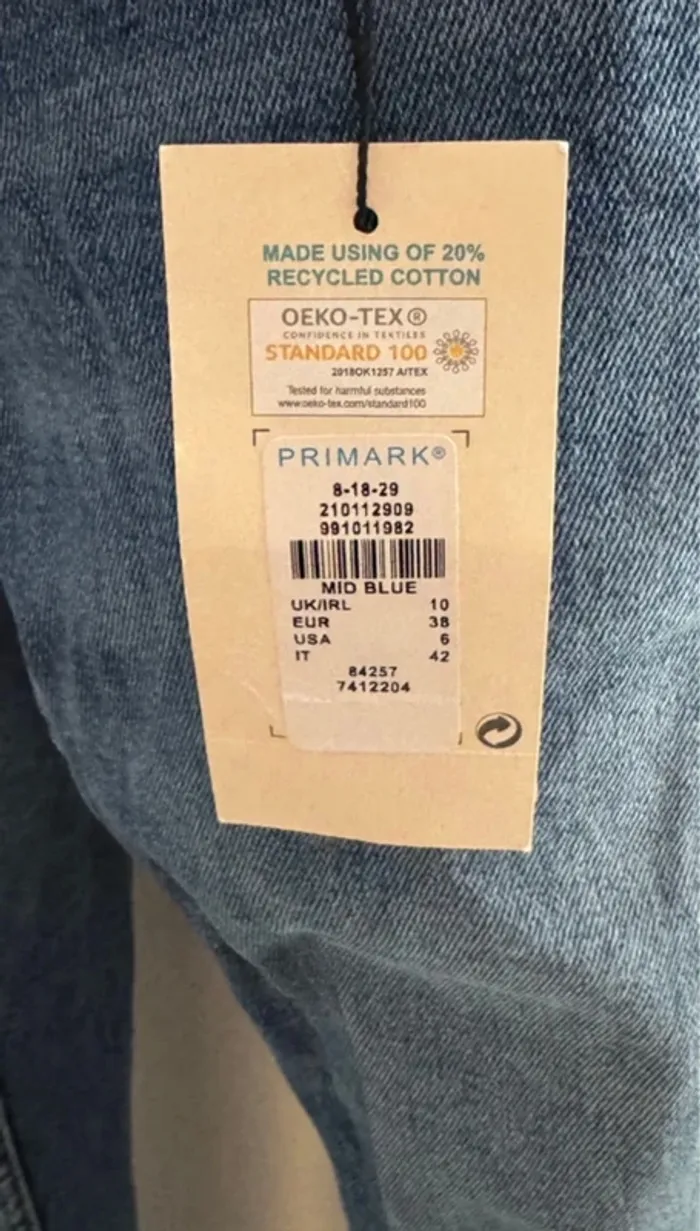 MADE USING OF 20%
RECYCLED COTTON
OEKO-TEX®
CONFIDENCE IN TEXTILES
STANDARD 100
2018OK1257 AITEX
Tested for harmful substances
www.oeko-tex.com/standard100
PRIMARK®
8-18-29
210112909
991011982
MID BLUE
UK/IRL 10
EUR 38
USA 6
IT 42
84257
7412204